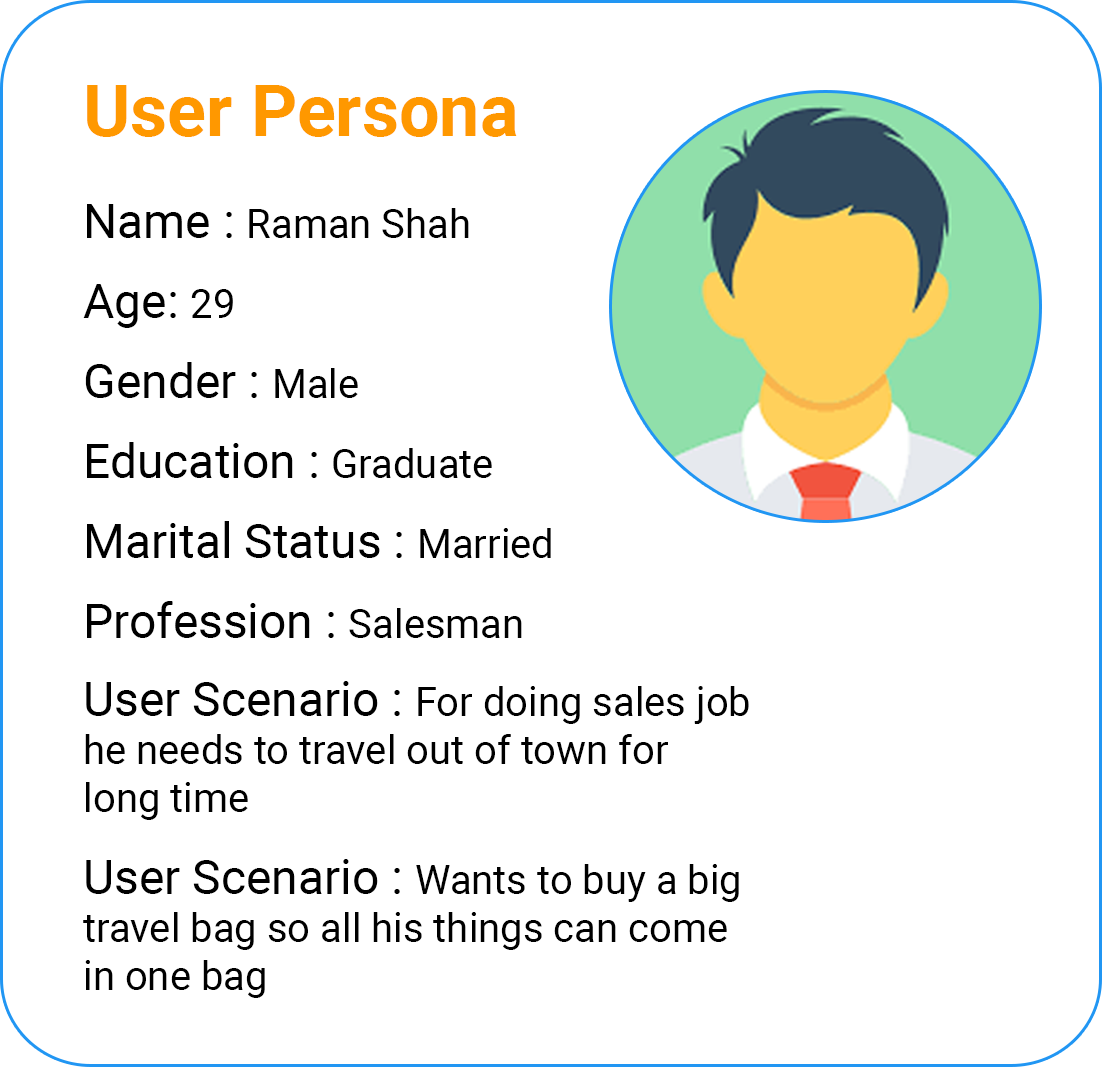 User Persona
Name : Raman Shah
Age: 29
Gender : Male
Education : Graduate
Marital Status : Married
Profession : Salesman
User Scenario : For doing sales job
he needs to travel out of town for
long time
User Scenario : Wants to buy a big
travel bag so all his things can come
in one bag